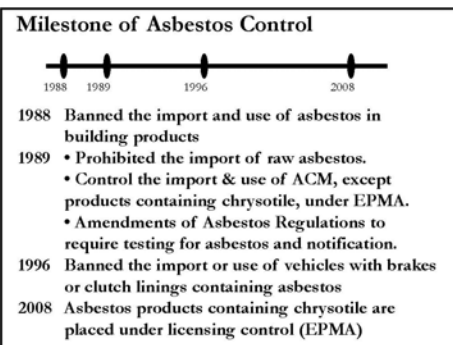 Milestone of Asbestos Control
1988 1989 1996 2008
1988 Banned the import and use of asbestos in
building products
1989 • Prohibited the import of raw asbestos.
• Control the import & use of ACM, except
products containing chrysotile, under EPMA.
• Amendments of Asbestos Regulations to
require testing for asbestos and notification.
1996 Banned the import or use of vehicles with brakes
or clutch linings containing asbestos
2008 Asbestos products containing chrysotile are
placed under licensing control (EPMA)